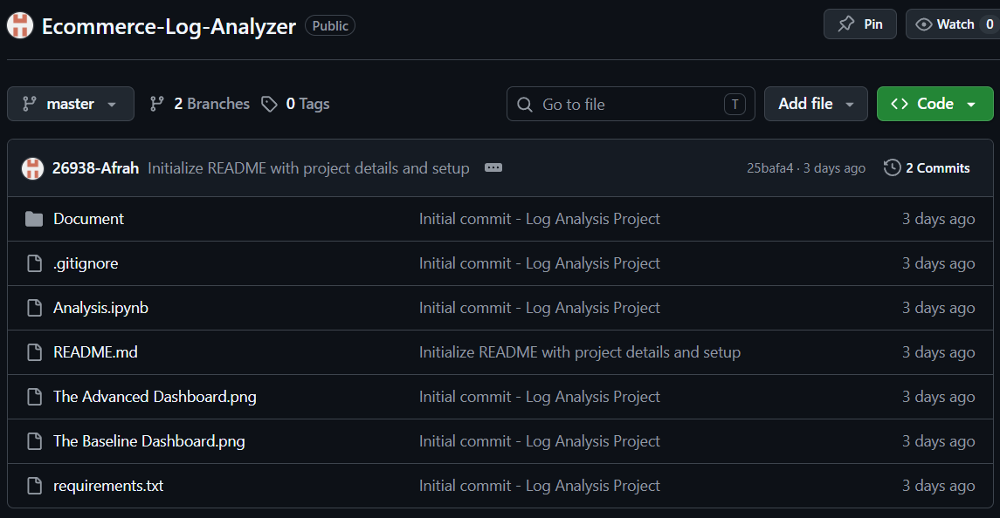 Ecommerce-Log-Analyzer Public Pin Watch 0
master 2 Branches 0 Tags Go to file T Add file Code
26938-Afrah Initialize README with project details and setup 25bafa4 · 3 days ago 2 Commits
Document Initial commit - Log Analysis Project 3 days ago
.gitignore Initial commit - Log Analysis Project 3 days ago
Analysis.ipynb Initial commit - Log Analysis Project 3 days ago
README.md Initialize README with project details and setup 3 days ago
The Advanced Dashboard.png Initial commit - Log Analysis Project 3 days ago
The Baseline Dashboard.png Initial commit - Log Analysis Project 3 days ago
requirements.txt Initial commit - Log Analysis Project 3 days ago